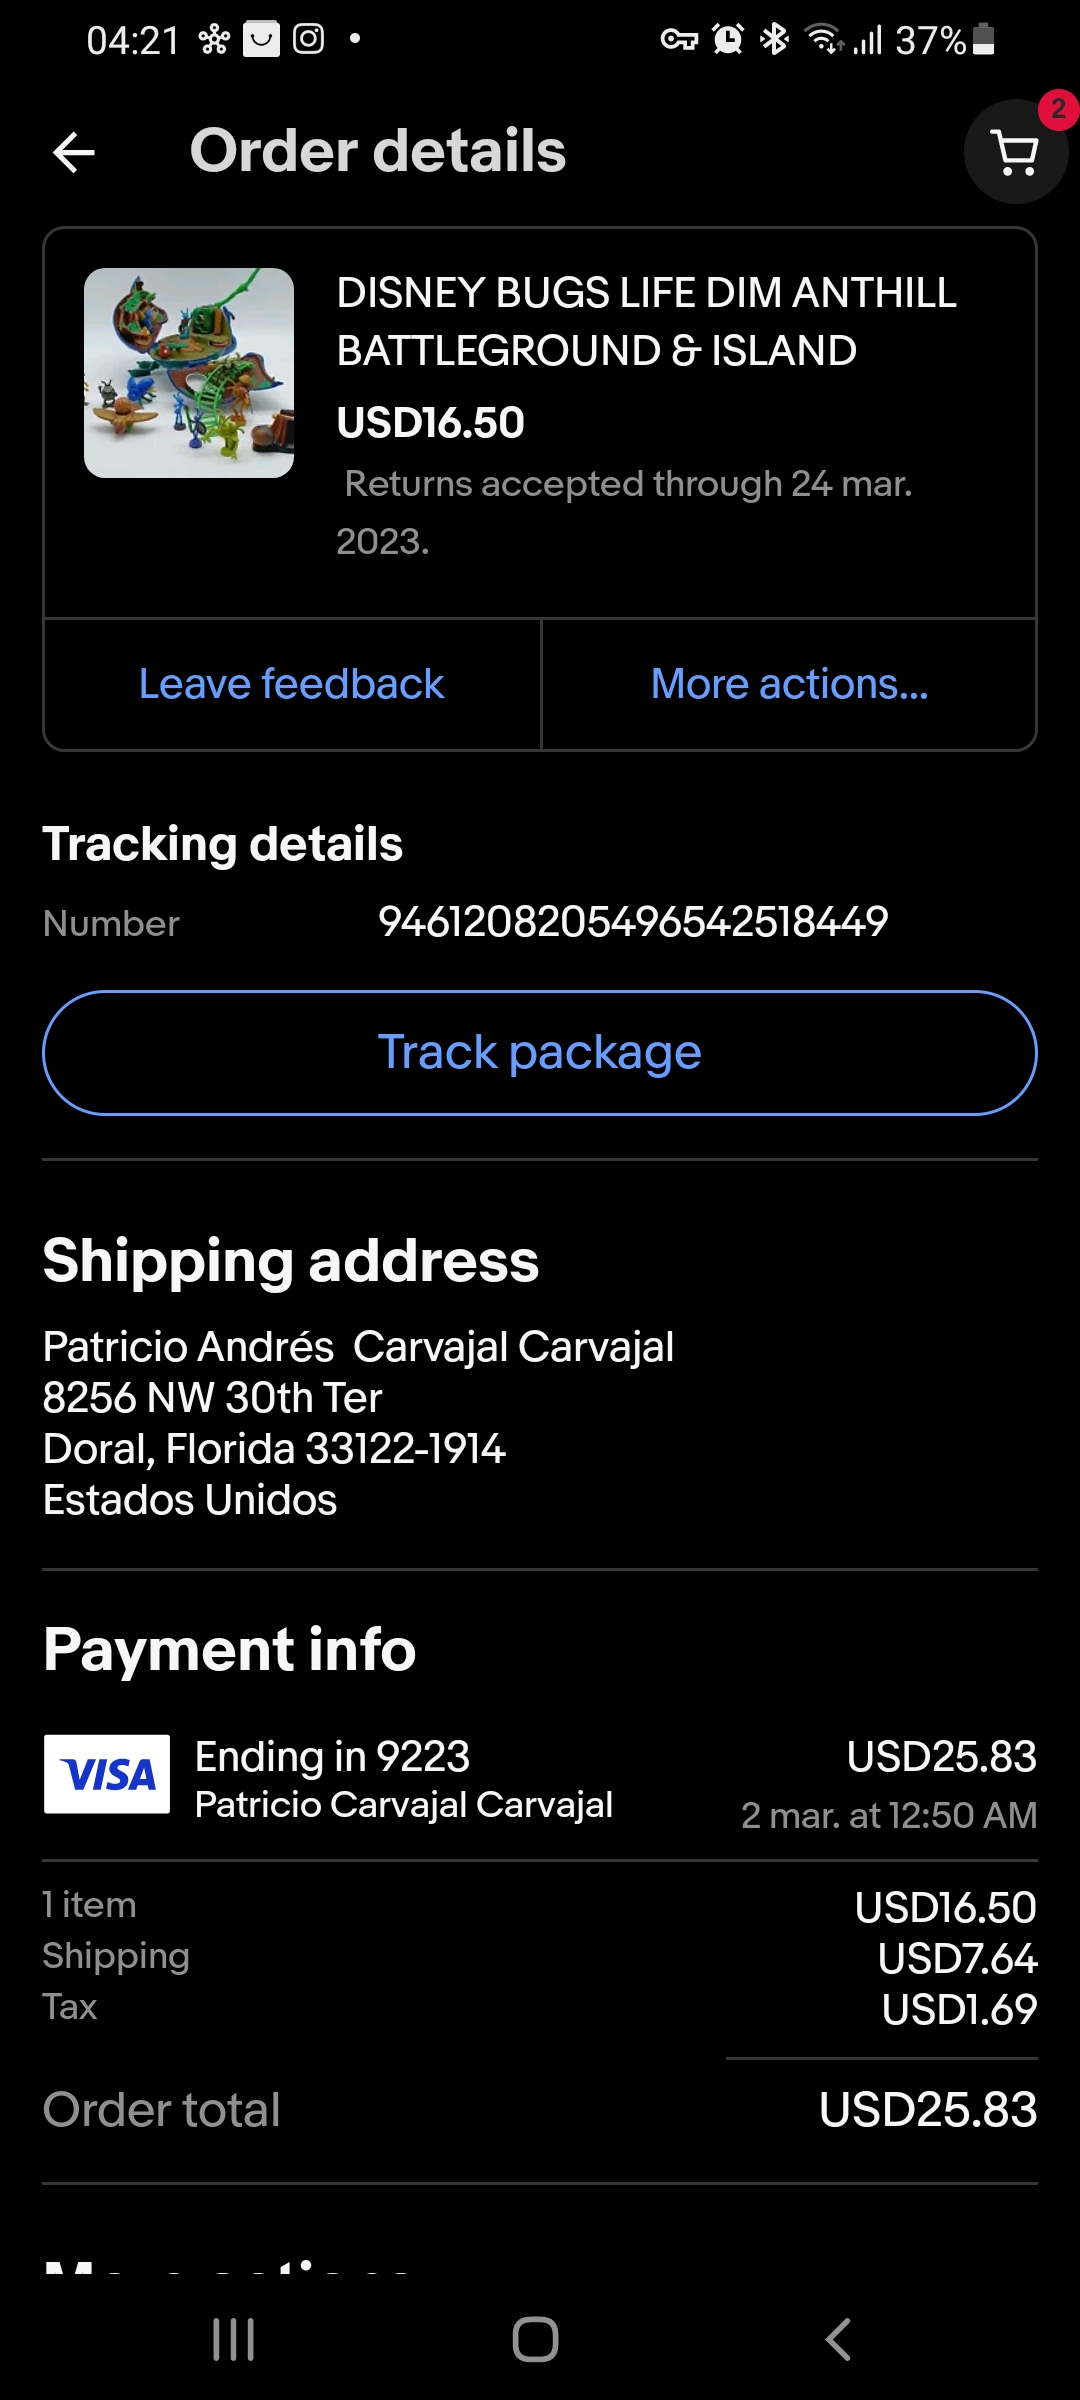 04:21
37%
2
Order details
DISNEY BUGS LIFE DIM ANTHILL
BATTLEGROUND & ISLAND
USD16.50
Returns accepted through 24 mar.
2023.
Leave feedback
More actions...
Tracking details
Number 9461208205496542518449
Track package
Shipping address
Patricio Andrés  Carvajal Carvajal
8256 NW 30th Ter
Doral, Florida 33122-1914
Estados Unidos
Payment info
VISA Ending in 9223 USD25.83
Patricio Carvajal Carvajal 2 mar. at 12:50 AM
1 item USD16.50
Shipping USD7.64
Tax USD1.69
Order total USD25.83